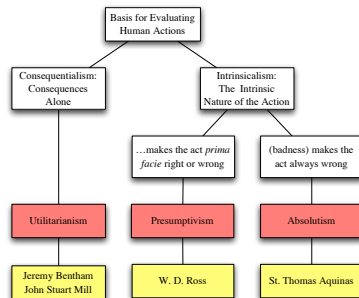 Basis for Evaluating
Human Actions
Consequentialism:
Consequences
Alone
Intrinsicalism:
The Intrinsic
Nature of the Action
...makes the act prima
facie right or wrong
(badness) makes the
act always wrong
Utilitarianism
Presumptivism
Absolutism
Jeremy Bentham
John Stuart Mill
W. D. Ross
St. Thomas Aquinas